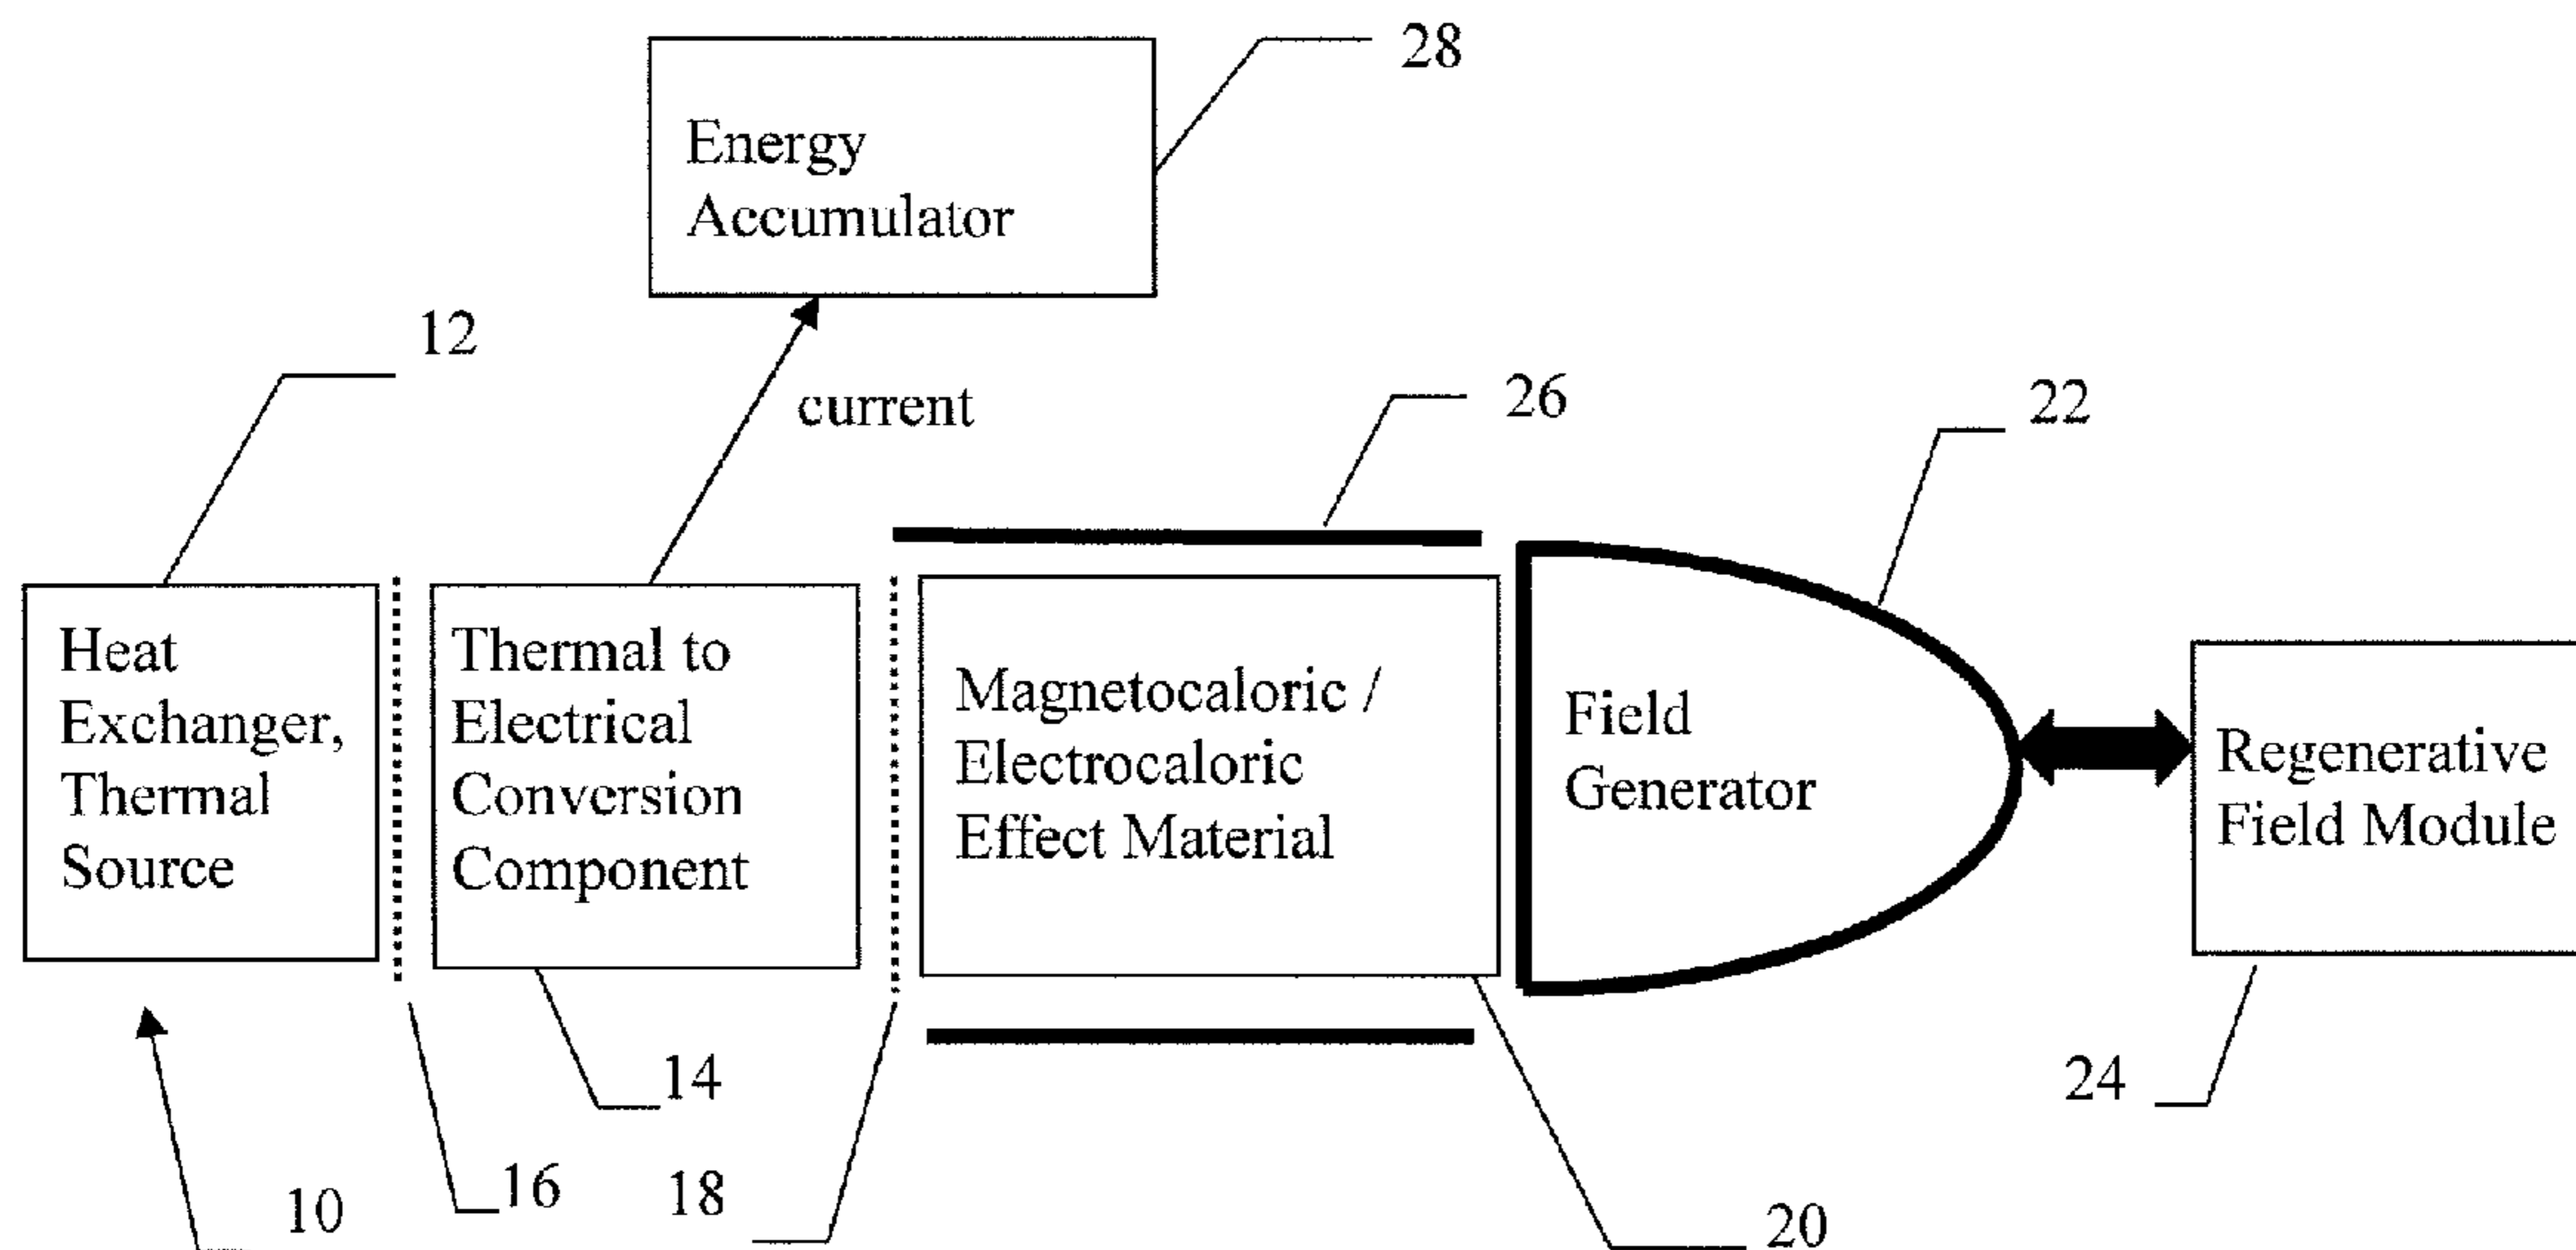 28
Energy
Accumulator
12
current
26
22
Heat
Exchanger,
Thermal
Source
Thermal to
Electrical
Conversion
Component
Magnetocaloric /
Electrocaloric
Effect Material
Field
Generator
Regenerative
Field Module
14
24
16
18
10
20